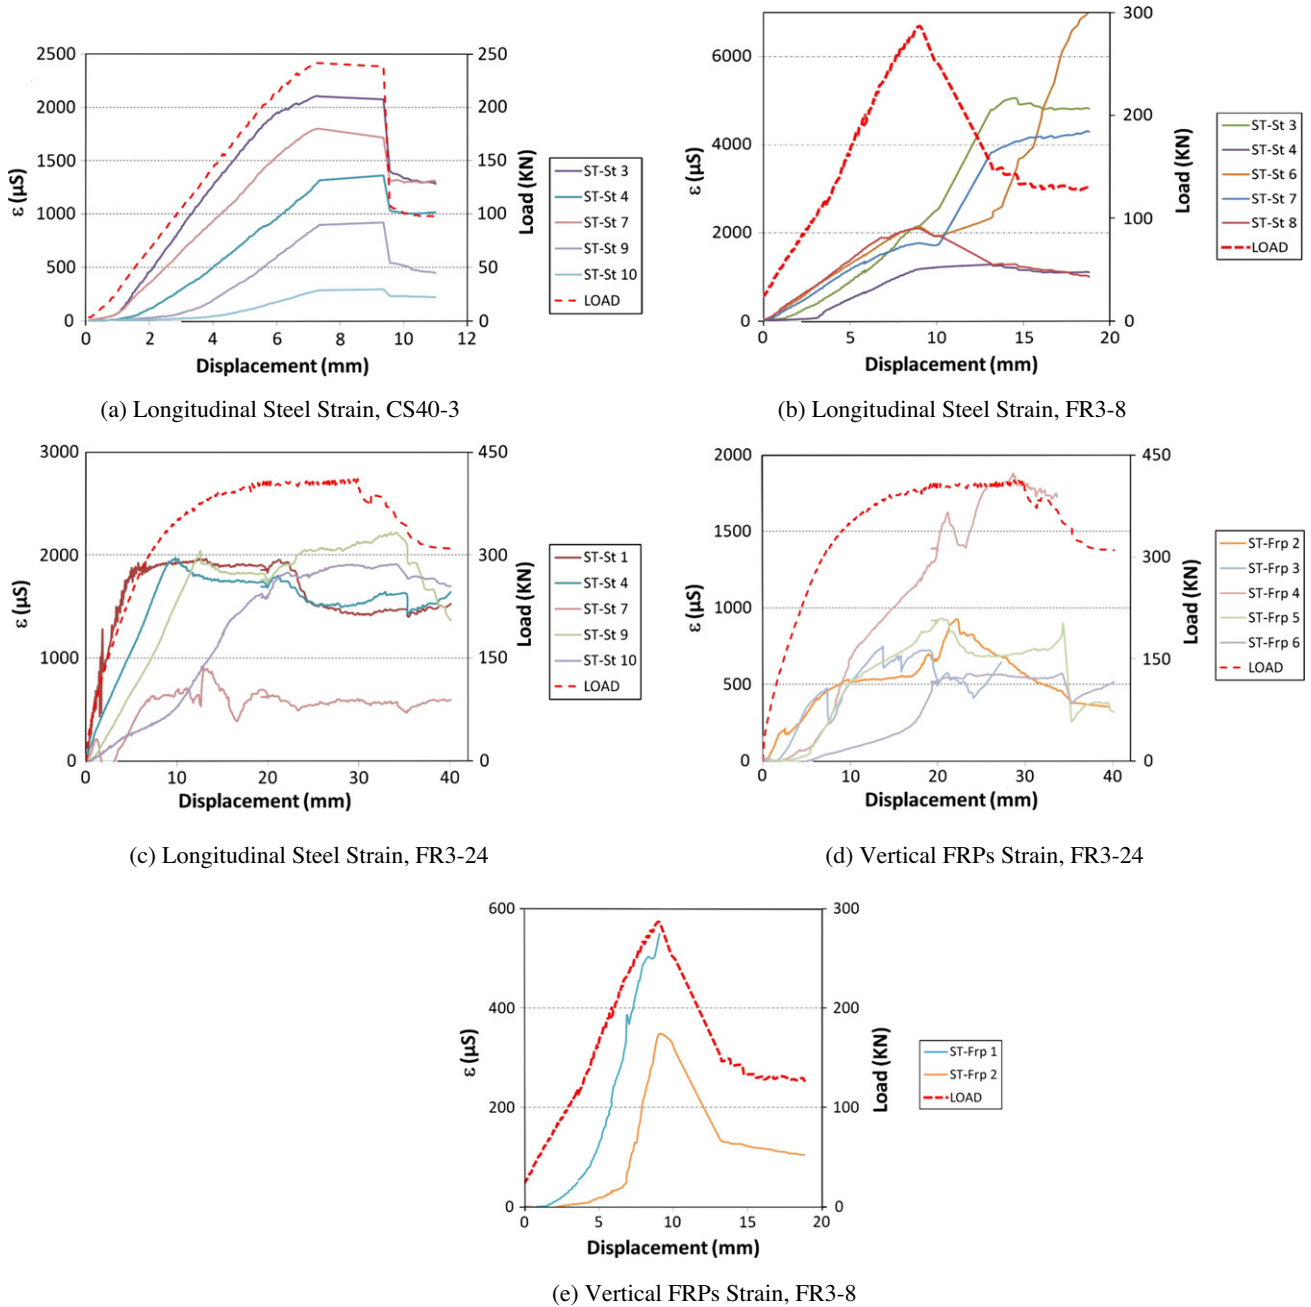 2500
2000
1500
1000
500
0
250
200
150
100
50
0
0 2 4 6 8 10 12
ε (µS)
Load (KN)
Displacement (mm)
ST-St 3
ST-St 4
ST-St 7
ST-St 9
ST-St 10
LOAD
(a) Longitudinal Steel Strain, CS40-3
6000
4000
2000
0
300
200
100
0
0 5 10 15 20
ε (µS)
Load (KN)
Displacement (mm)
ST-St 3
ST-St 4
ST-St 6
ST-St 7
ST-St 8
LOAD
(b) Longitudinal Steel Strain, FR3-8
3000
2000
1000
0
450
300
150
0
0 10 20 30 40
ε (µS)
Load (KN)
Displacement (mm)
ST-St 1
ST-St 4
ST-St 7
ST-St 9
ST-St 10
LOAD
(c) Longitudinal Steel Strain, FR3-24
2000
1500
1000
500
0
450
300
150
0
0 10 20 30 40
ε (µS)
Load (KN)
Displacement (mm)
ST-Frp 2
ST-Frp 3
ST-Frp 4
ST-Frp 5
ST-Frp 6
LOAD
(d) Vertical FRPs Strain, FR3-24
600
400
200
0
300
200
100
0
0 5 10 15 20
ε (µS)
Load (KN)
Displacement (mm)
ST-Frp 1
ST-Frp 2
LOAD
(e) Vertical FRPs Strain, FR3-8